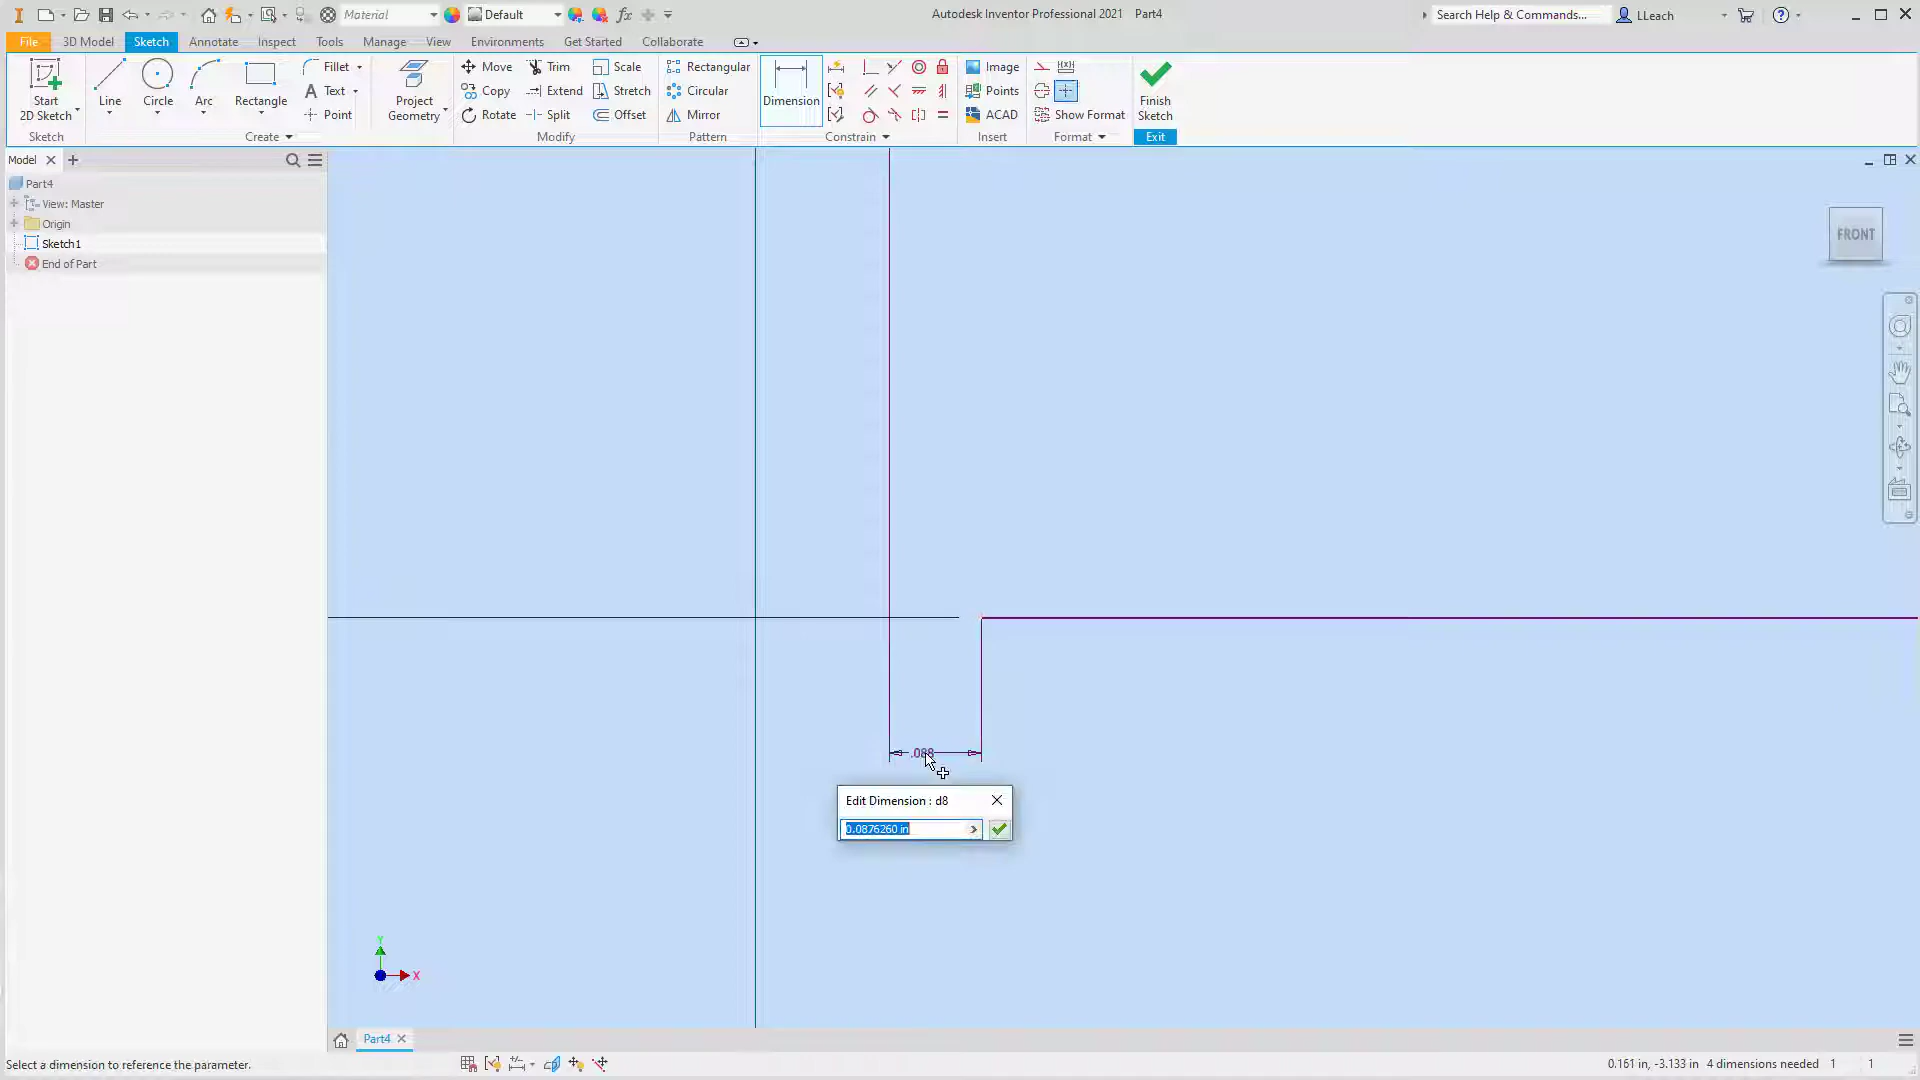 Material
Default
Autodesk Inventor Professional 2021 Part4
Search Help & Commands...
LLeach
File 3D Model Sketch Annotate Inspect Tools Manage View Environments Get Started Collaborate
Start
2D Sketch
Line
Circle
Arc
Rectangle
Fillet
Text
Point
Project
Geometry
Move
Copy
Rotate
Trim
Extend
Split
Scale
Stretch
Offset
Rectangular
Circular
Mirror
Dimension
Image
Points
ACAD
Show Format
Finish
Sketch
Sketch Create Modify Pattern Constrain Insert Format Exit
Model
Part4
View: Master
Origin
Sketch1
End of Part
FRONT
.088
Edit Dimension : d8
0.0876260 in
Y
X
Part4
Select a dimension to reference the parameter.
0.161 in, -3.133 in 4 dimensions needed 1 1